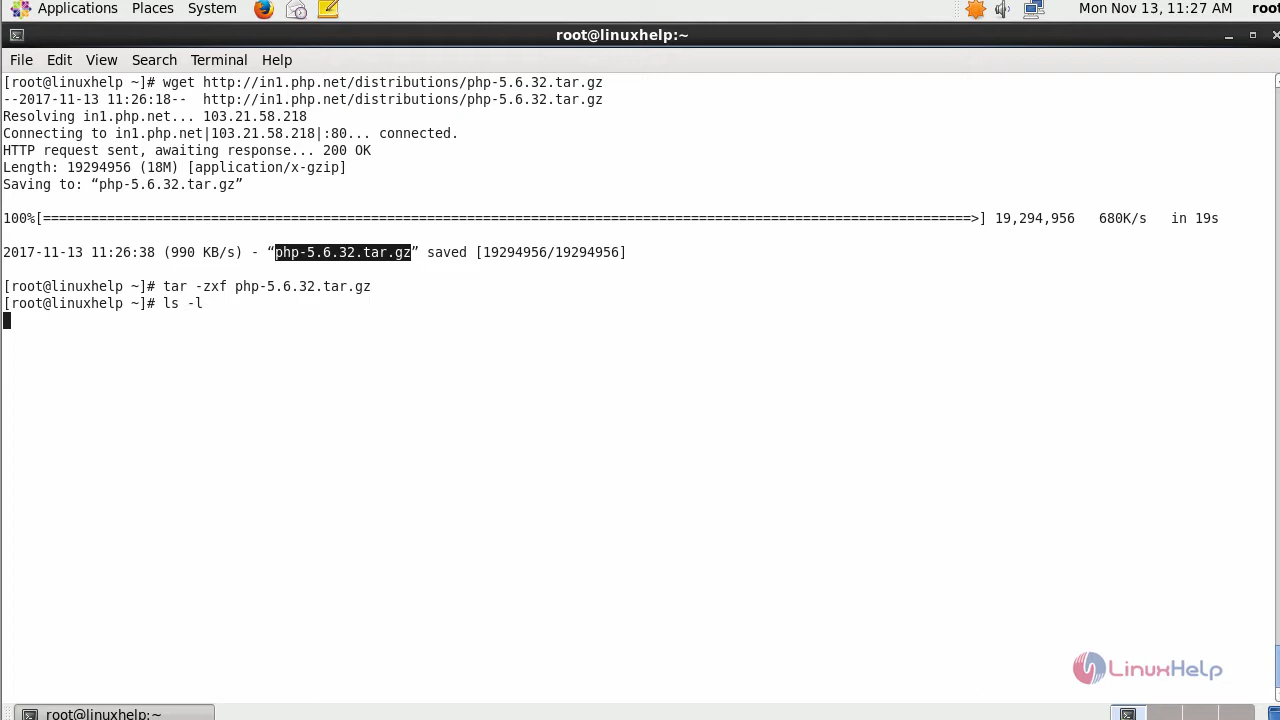 Applications Places System Mon Nov 13, 11:27 AM root
root@linuxhelp:~
File Edit View Search Terminal Help
[root@linuxhelp ~]# wget http://in1.php.net/distributions/php-5.6.32.tar.gz
--2017-11-13 11:26:18--  http://in1.php.net/distributions/php-5.6.32.tar.gz
Resolving in1.php.net... 103.21.58.218
Connecting to in1.php.net|103.21.58.218|:80... connected.
HTTP request sent, awaiting response... 200 OK
Length: 19294956 (18M) [application/x-gzip]
Saving to: “php-5.6.32.tar.gz”
100%[====================================================================================================================>] 19,294,956   680K/s   in 19s
2017-11-13 11:26:38 (990 KB/s) - “php-5.6.32.tar.gz” saved [19294956/19294956]
[root@linuxhelp ~]# tar -zxf php-5.6.32.tar.gz
[root@linuxhelp ~]# ls -l
LinuxHelp
root@linuxhelp:~